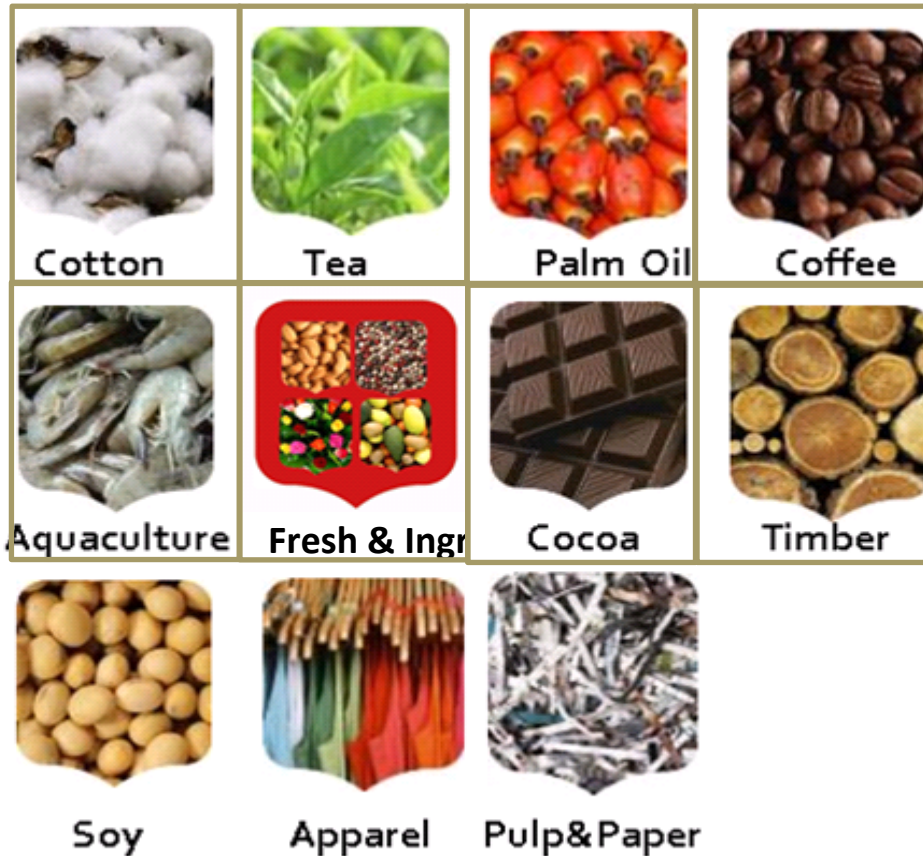 Cotton
Tea
Palm Oil
Coffee
Aquaculture
Fresh & Ingr
Cocoa
Timber
Soy
Apparel
Pulp&Paper